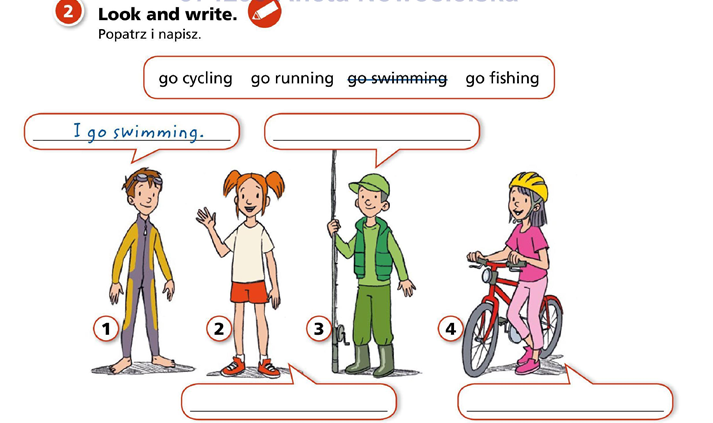 2 Look and write.
Popatrz i napisz.
go cycling go running go swimming go fishing
I go swimming.
1 2 3 4